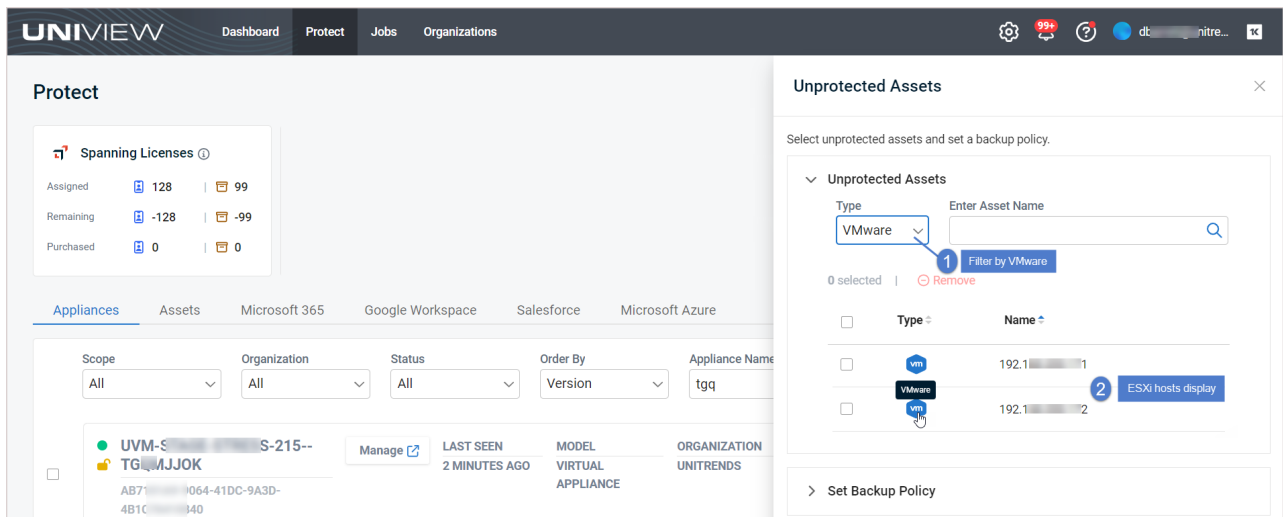 UNIVIEW Dashboard Protect Jobs Organizations 99+
Protect
Spanning Licenses
Assigned 128 | 99
Remaining -128 | -99
Purchased 0 | 0
Appliances Assets Microsoft 365 Google Workspace Salesforce Microsoft Azure
Scope Organization Status Order By Appliance Name
All All All Version tgq
LAST SEEN MODEL ORGANIZATION
Manage
2 MINUTES AGO VIRTUAL APPLIANCE UNITRENDS
Unprotected Assets
Select unprotected assets and set a backup policy.
Unprotected Assets
Type Enter Asset Name
VMware
1 Filter by VMware
0 selected | Remove
Type Name
vm
VMware
2 ESXi hosts display
vm
Set Backup Policy